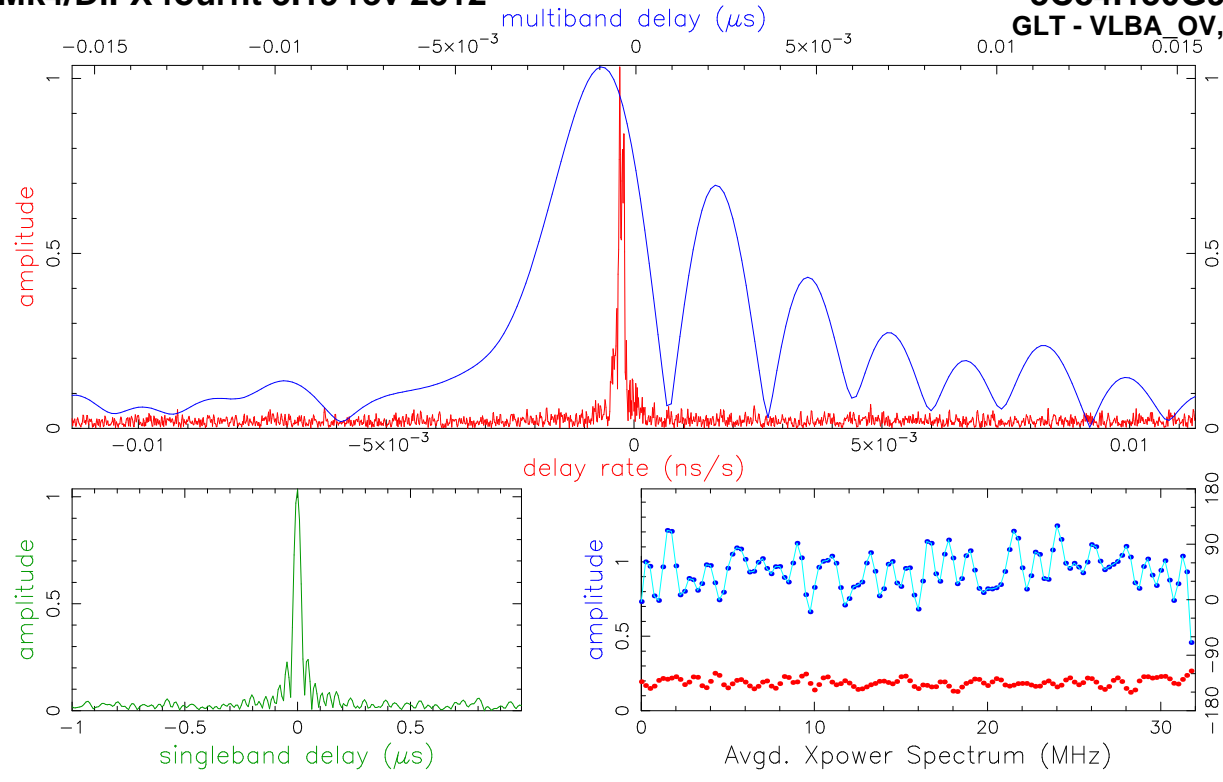 multiband delay (μs)
GLT - VLBA_OV,
−0.015 −0.01 −5×10⁻³ 0 5×10⁻³ 0.01 0.015
amplitude
0 0.5 1
0 0.5 1
−0.01 −5×10⁻³ 0 5×10⁻³ 0.01
delay rate (ns/s)
amplitude
0 0.5 1
−1 −0.5 0 0.5
singleband delay (μs)
amplitude
0 0.5 1
−180 −90 0 90 180
0 10 20 30
Avgd. Xpower Spectrum (MHz)